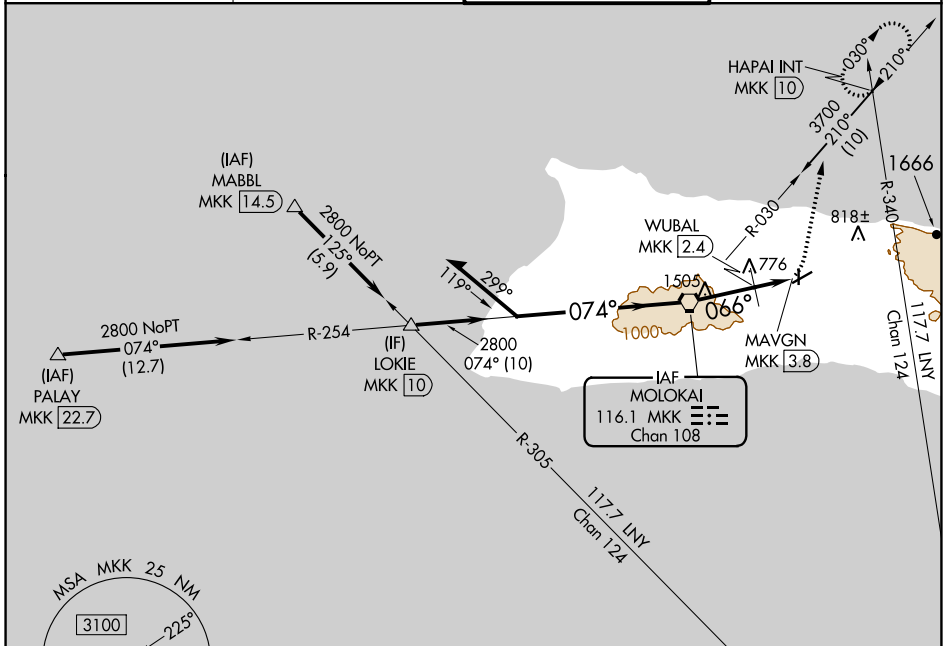 HAPAI INT
MKK 10
030°
210°
3700
210°
(10)
1666
(IAF)
MABBL
MKK 14.5
2800 NoPT
125°
(5.9)
R-030
R-340
818±
WUBAL
MKK 2.4
776
1505
299°
119°
074°
066°
1000
2800 NoPT
074°
(12.7)
R-254
(IAF)
PALAY
MKK 22.7
(IF)
LOKIE
MKK 10
2800
074° (10)
MAVGN
MKK 3.8
117.7 LNY
Chan 124
IAF
MOLOKAI
116.1 MKK
Chan 108
R-305
117.7 LNY
Chan 124
MSA MKK 25 NM
3100
225°